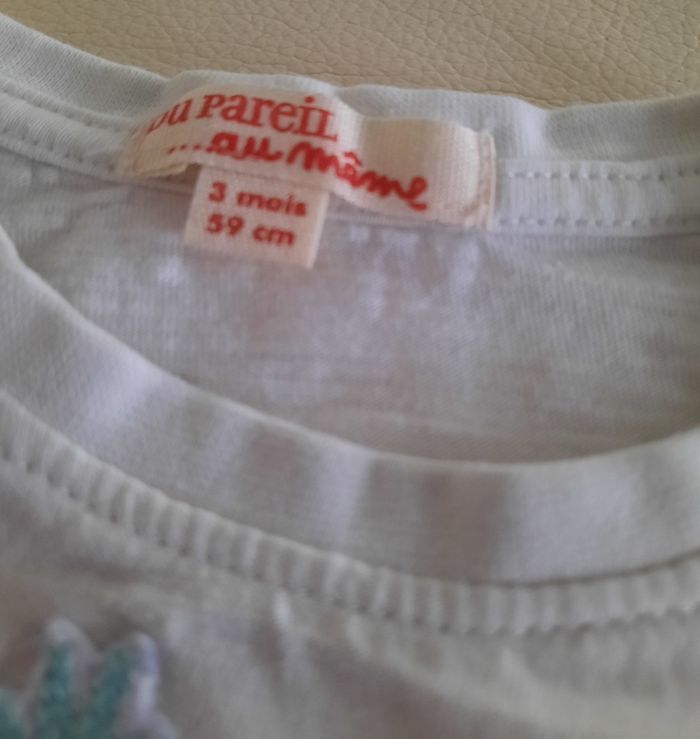 DU PAREIL
...au même
3 mois
59 cm